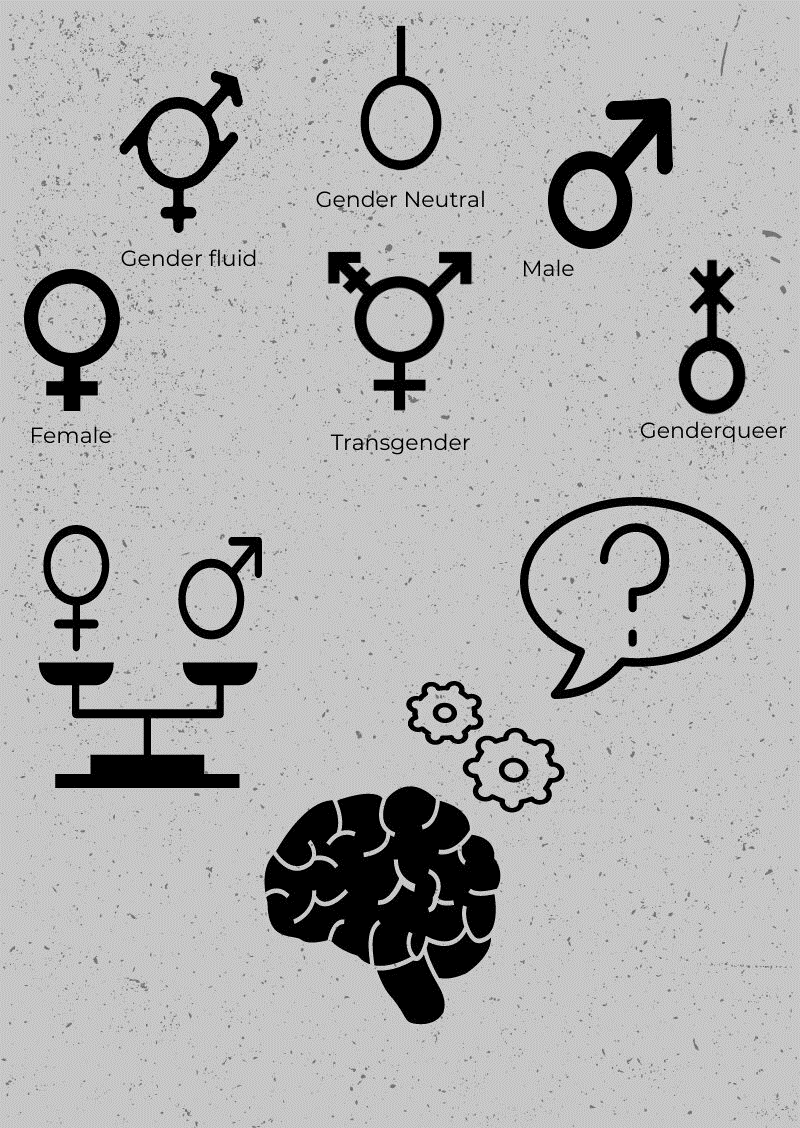 Gender Neutral
Gender fluid
Male
Female
Transgender
Genderqueer
?